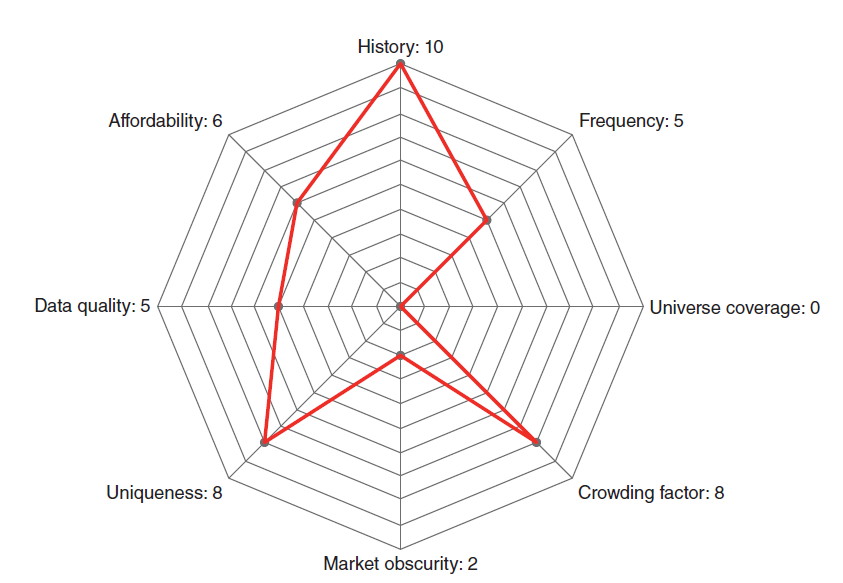 History: 10
Affordability: 6
Frequency: 5
Data quality: 5
Universe coverage: 0
Uniqueness: 8
Crowding factor: 8
Market obscurity: 2